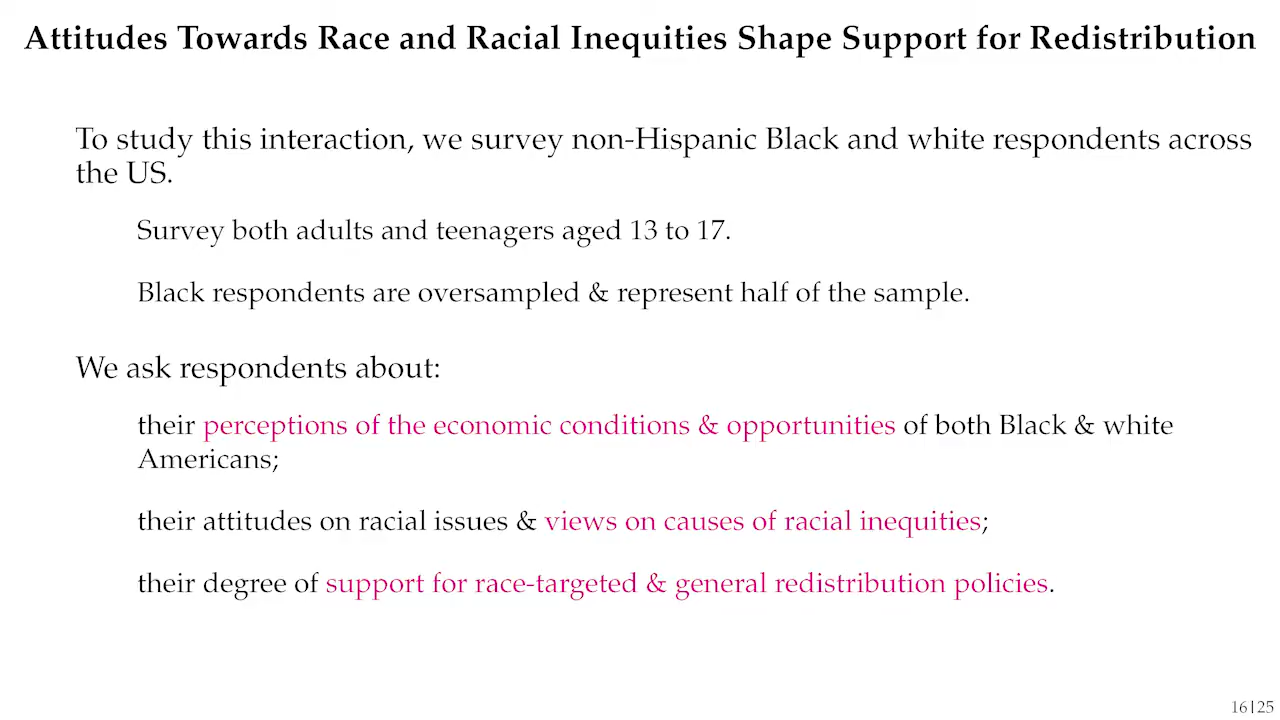 Attitudes Towards Race and Racial Inequities Shape Support for Redistribution
To study this interaction, we survey non-Hispanic Black and white respondents across
the US.
Survey both adults and teenagers aged 13 to 17.
Black respondents are oversampled & represent half of the sample.
We ask respondents about:
their perceptions of the economic conditions & opportunities of both Black & white
Americans;
their attitudes on racial issues & views on causes of racial inequities;
their degree of support for race-targeted & general redistribution policies.
16|25